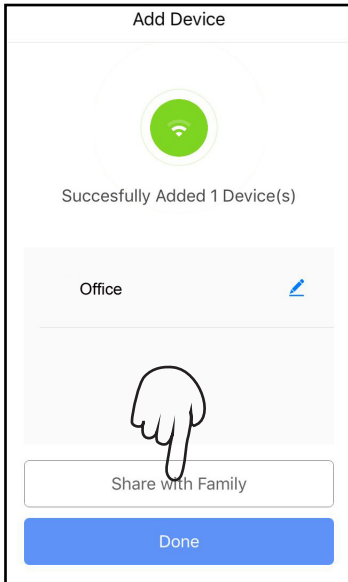 Add Device
Succesfully Added 1 Device(s)
Office
Share with Family
Done